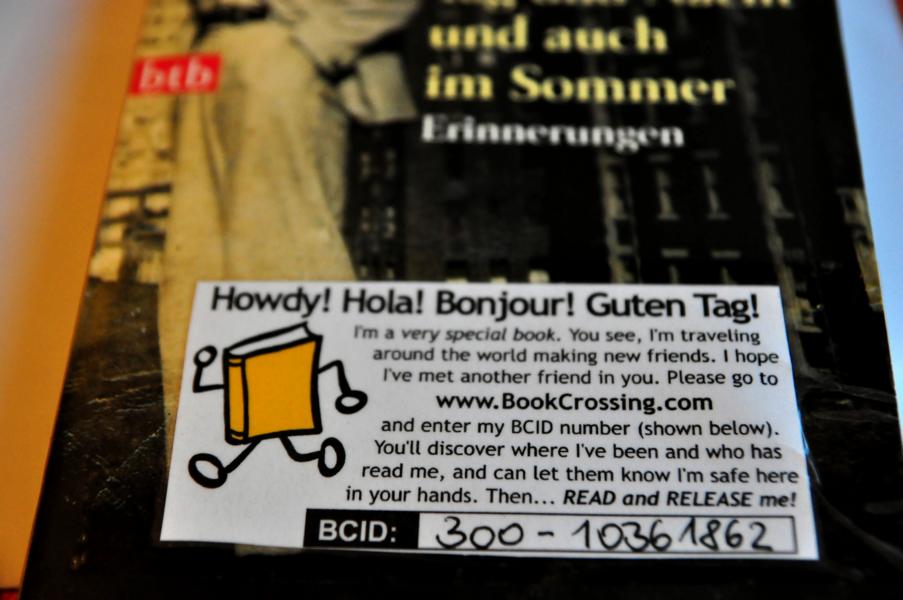 Tag und Nacht
und auch
im Sommer
Erinnerungen
btb
Howdy! Hola! Bonjour! Guten Tag!
I'm a very special book. You see, I'm traveling
around the world making new friends. I hope
I've met another friend in you. Please go to
www.BookCrossing.com
and enter my BCID number (shown below).
You'll discover where I've been and who has
read me, and can let them know I'm safe here
in your hands. Then... READ and RELEASE me!
BCID: 300-10361862